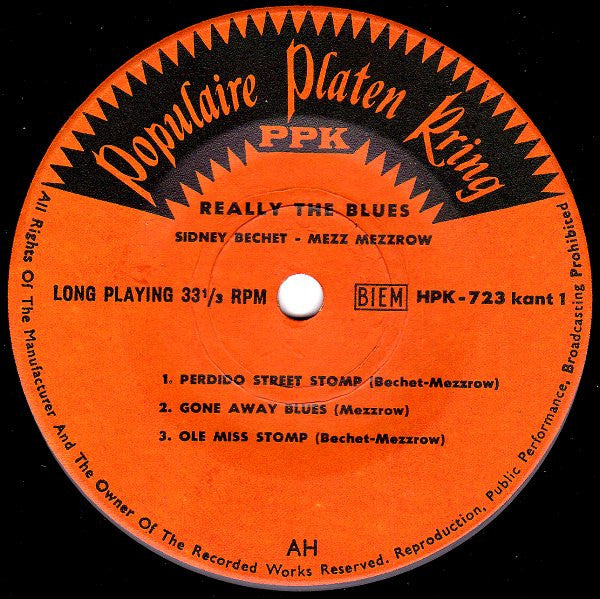 Populaire Platen Kring
PPK
REALLY THE BLUES
SIDNEY BECHET - MEZZ MEZZROW
LONG PLAYING 33 1/3 RPM
BIEM HPK-723 kant 1
1. PERDIDO STREET STOMP (Bechet-Mezzrow)
2. GONE AWAY BLUES (Mezzrow)
3. OLE MISS STOMP (Bechet-Mezzrow)
AH
All Rights Of The Manufacturer And The Owner Of The Recorded Works Reserved. Reproduction, Public Performance, Broadcasting Prohibited